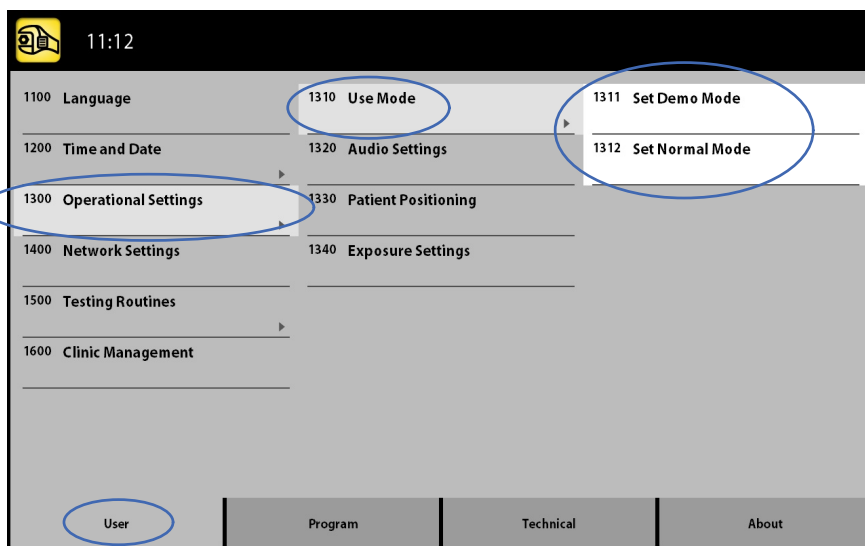 11:12
1100 Language
1200 Time and Date
1300 Operational Settings
1400 Network Settings
1500 Testing Routines
1600 Clinic Management
1310 Use Mode
1320 Audio Settings
1330 Patient Positioning
1340 Exposure Settings
1311 Set Demo Mode
1312 Set Normal Mode
User
Program
Technical
About